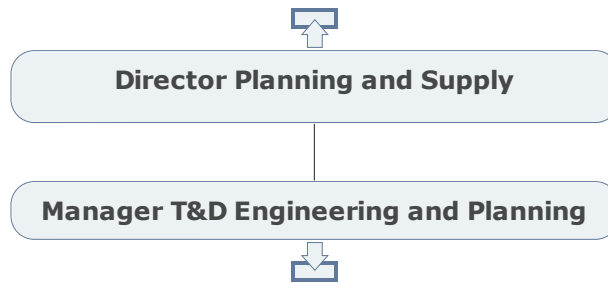 Director Planning and Supply
Manager T&D Engineering and Planning